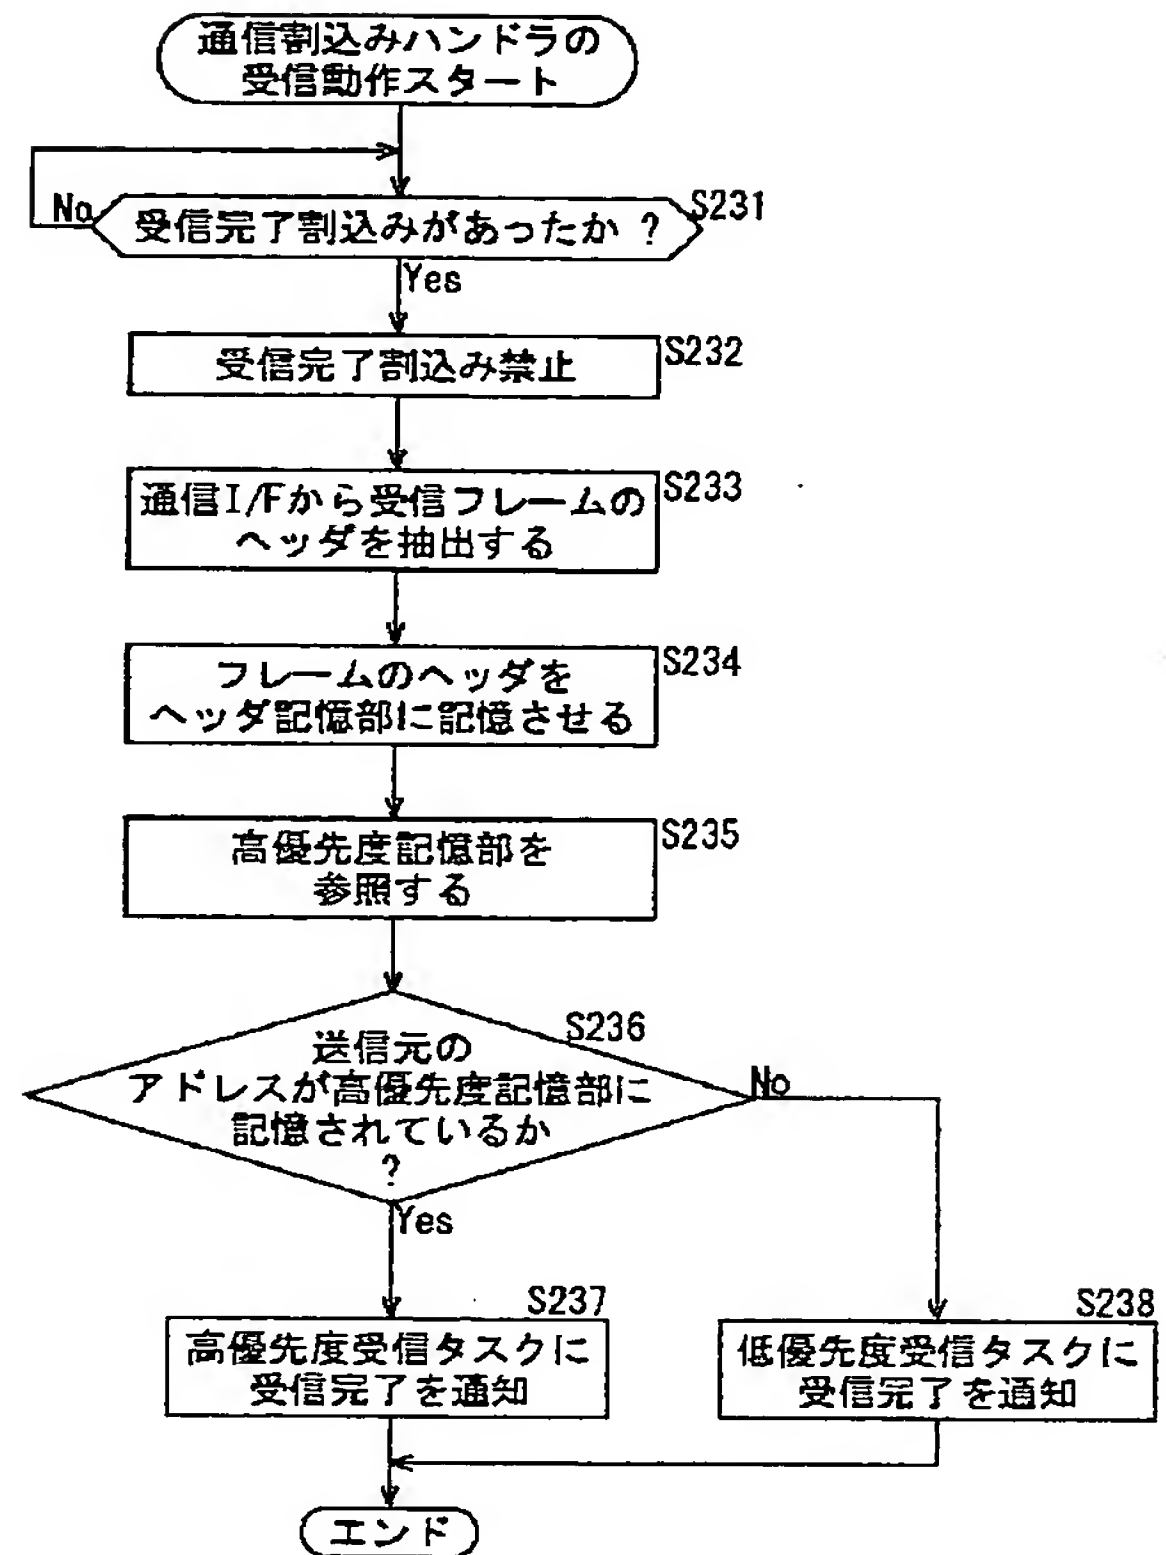 通信割込みハンドラの
受信動作スタート
No
受信完了割込みがあったか ?
S231
Yes
受信完了割込み禁止
S232
通信I/Fから受信フレームの
ヘッダを抽出する
S233
フレームのヘッダを
ヘッダ記憶部に記憶させる
S234
高優先度記憶部を
参照する
S235
S236
送信元の
アドレスが高優先度記憶部に
記憶されているか
?
No
Yes
S237
高優先度受信タスクに
受信完了を通知
S238
低優先度受信タスクに
受信完了を通知
エンド